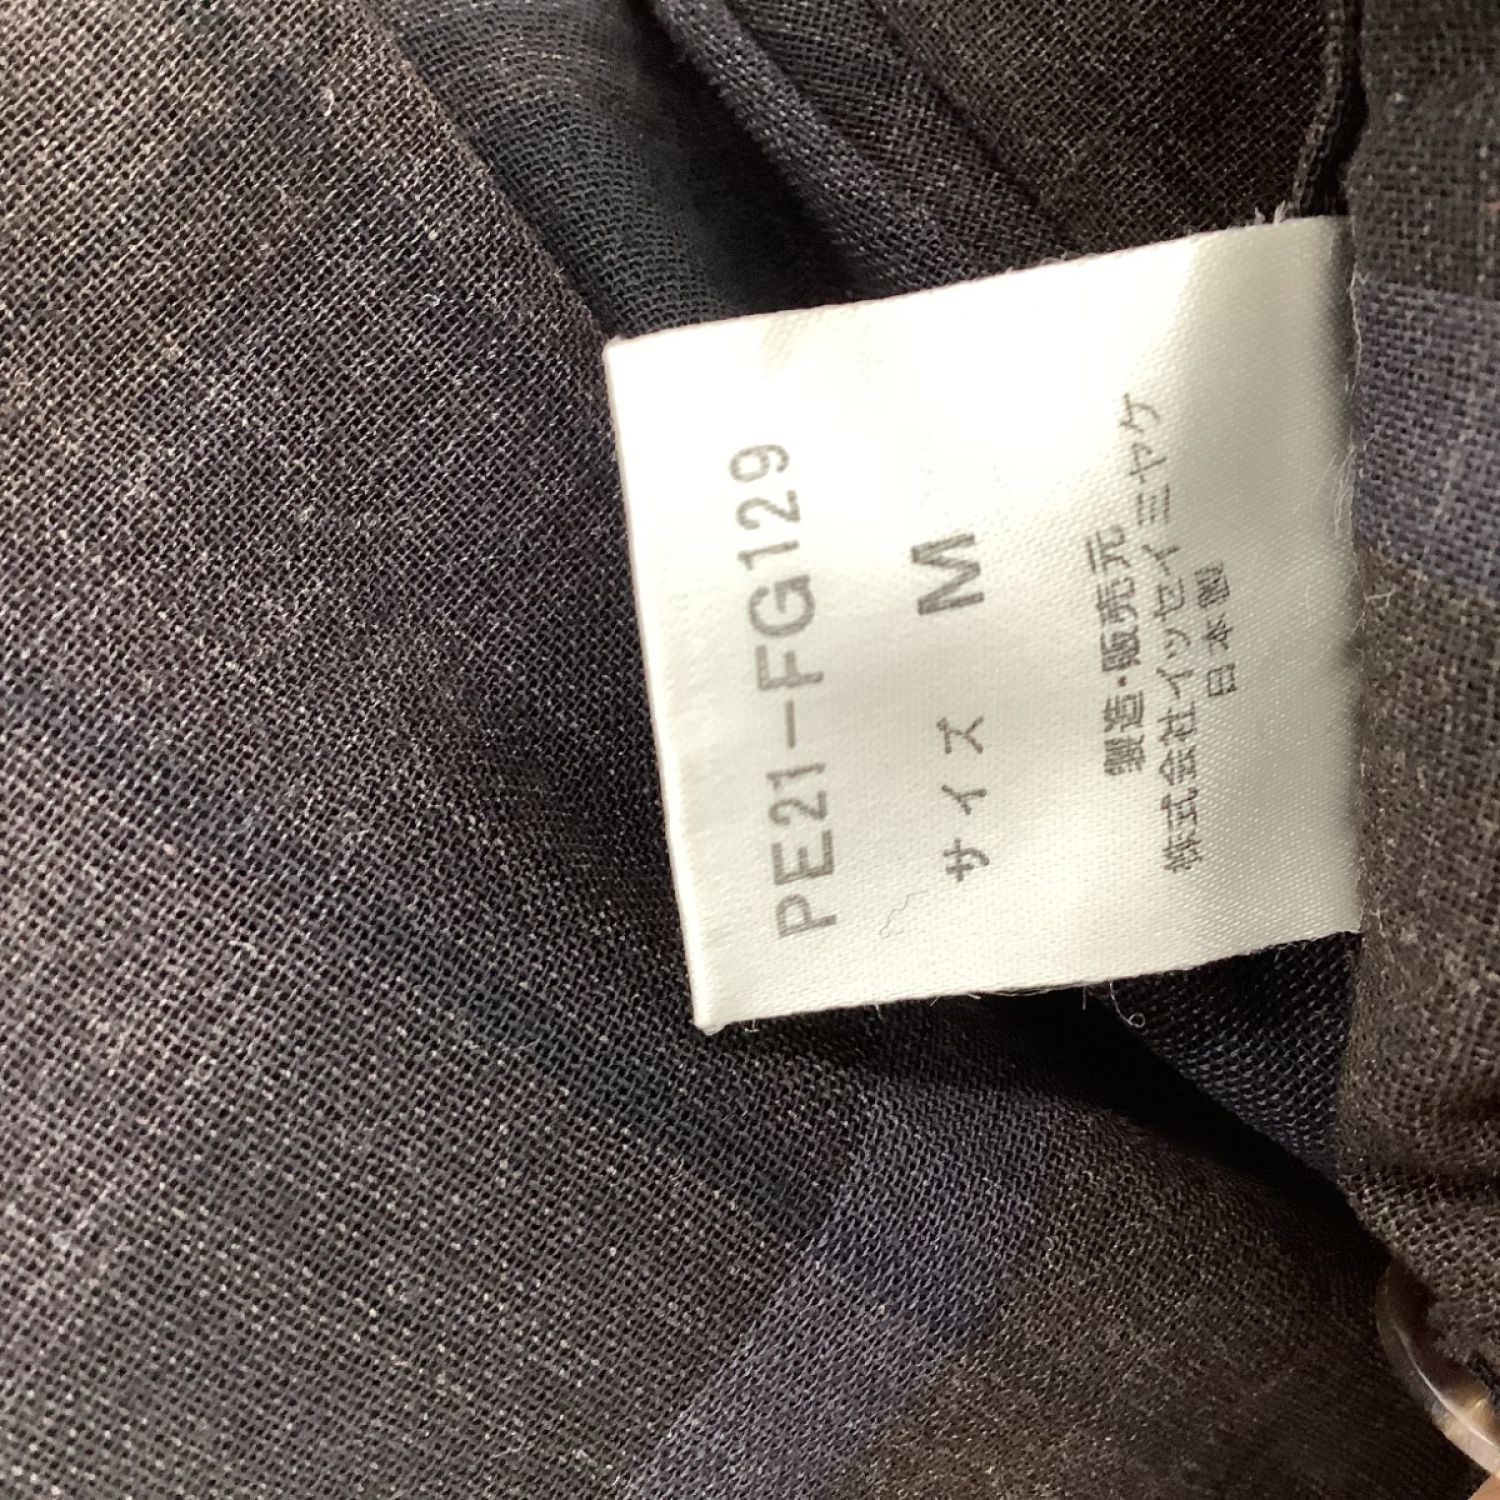 PE21-FG129
サイズ M
製造・販売元
株式会社イッセイミヤケ
日本製